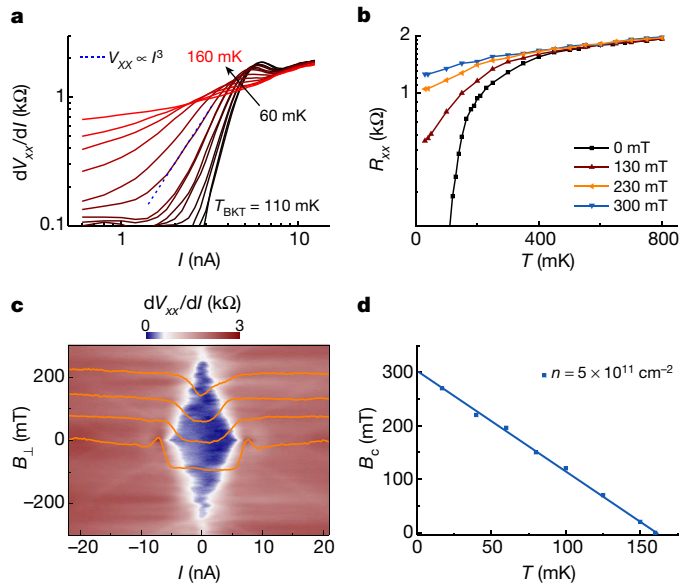 a
V_XX ∝ I^3
160 mK
60 mK
T_BKT = 110 mK
dV_xx/dI (kΩ)
1
0.1
1
10
I (nA)
b
R_xx (kΩ)
2
1
0 mT
130 mT
230 mT
300 mT
0
400
800
T (mK)
c
dV_xx/dI (kΩ)
0
3
B_⊥ (mT)
200
0
−200
−20
−10
0
10
20
I (nA)
d
n = 5 × 10^11 cm^−2
B_c (mT)
400
300
200
100
0
0
50
100
150
T (mK)